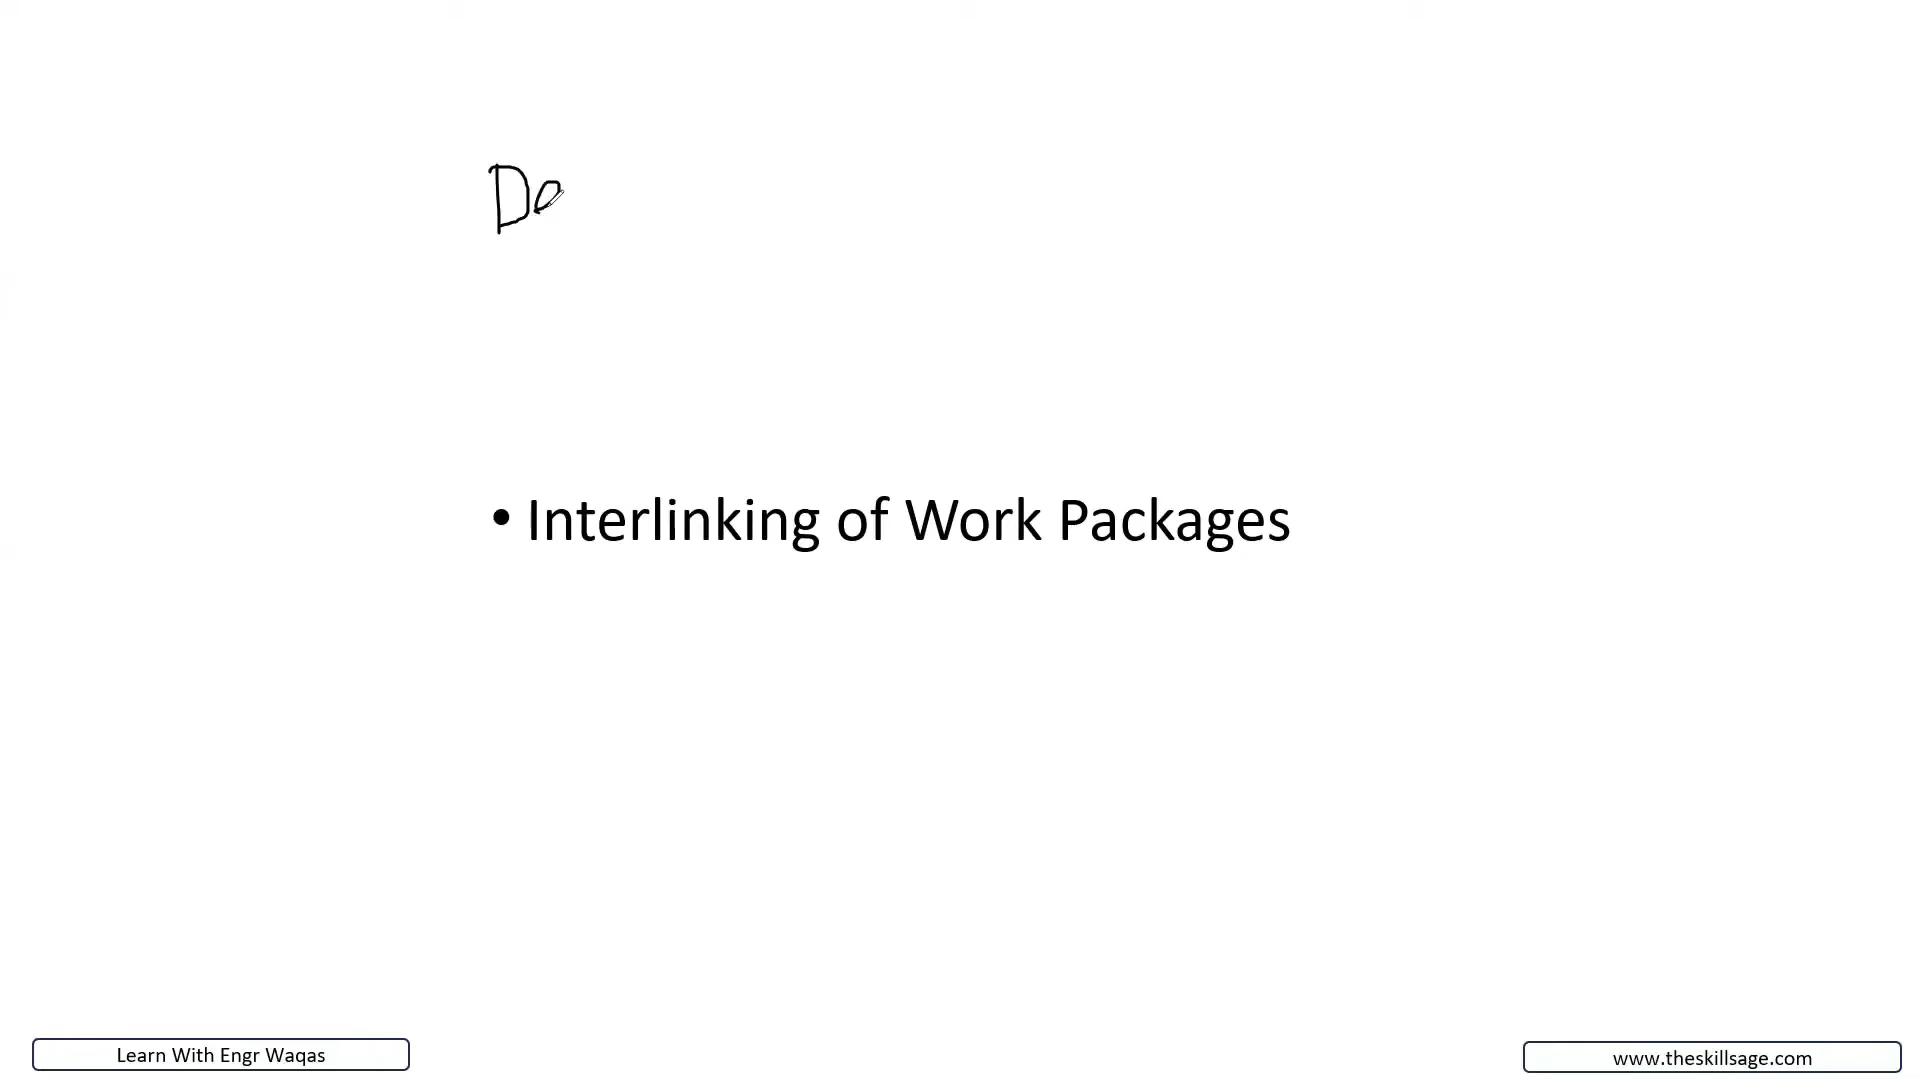 De
• Interlinking of Work Packages
Learn With Engr Waqas
www.theskillsage.com